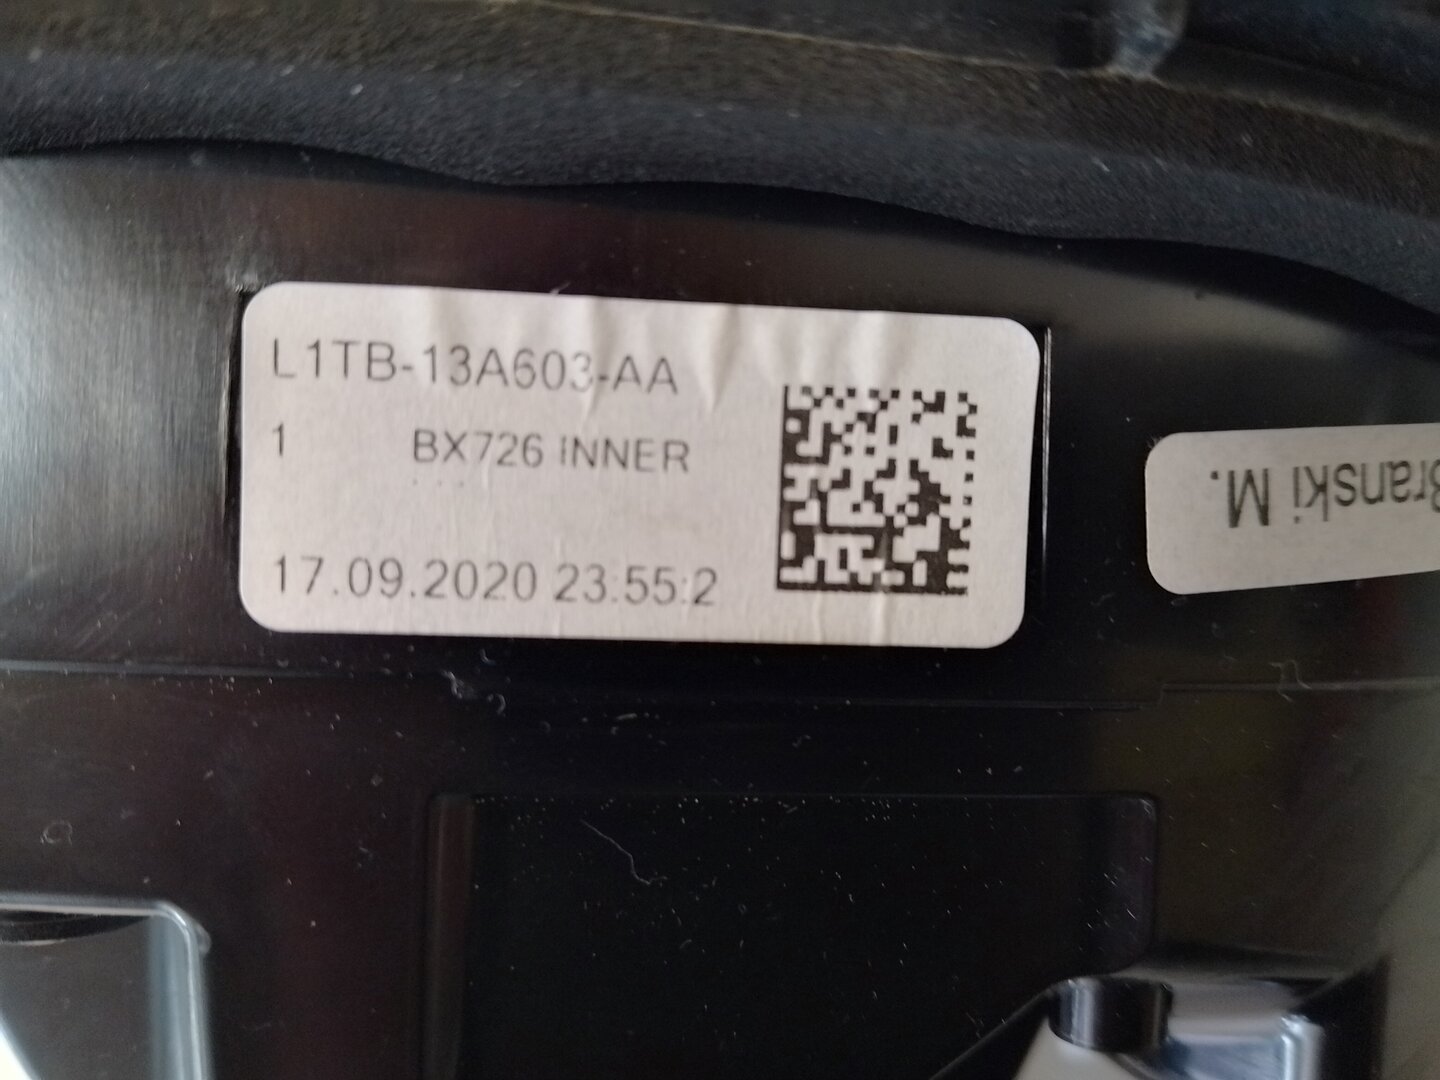 L1TB-13A603-AA
1 BX726 INNER
17.09.2020 23:55:2
Branski M.